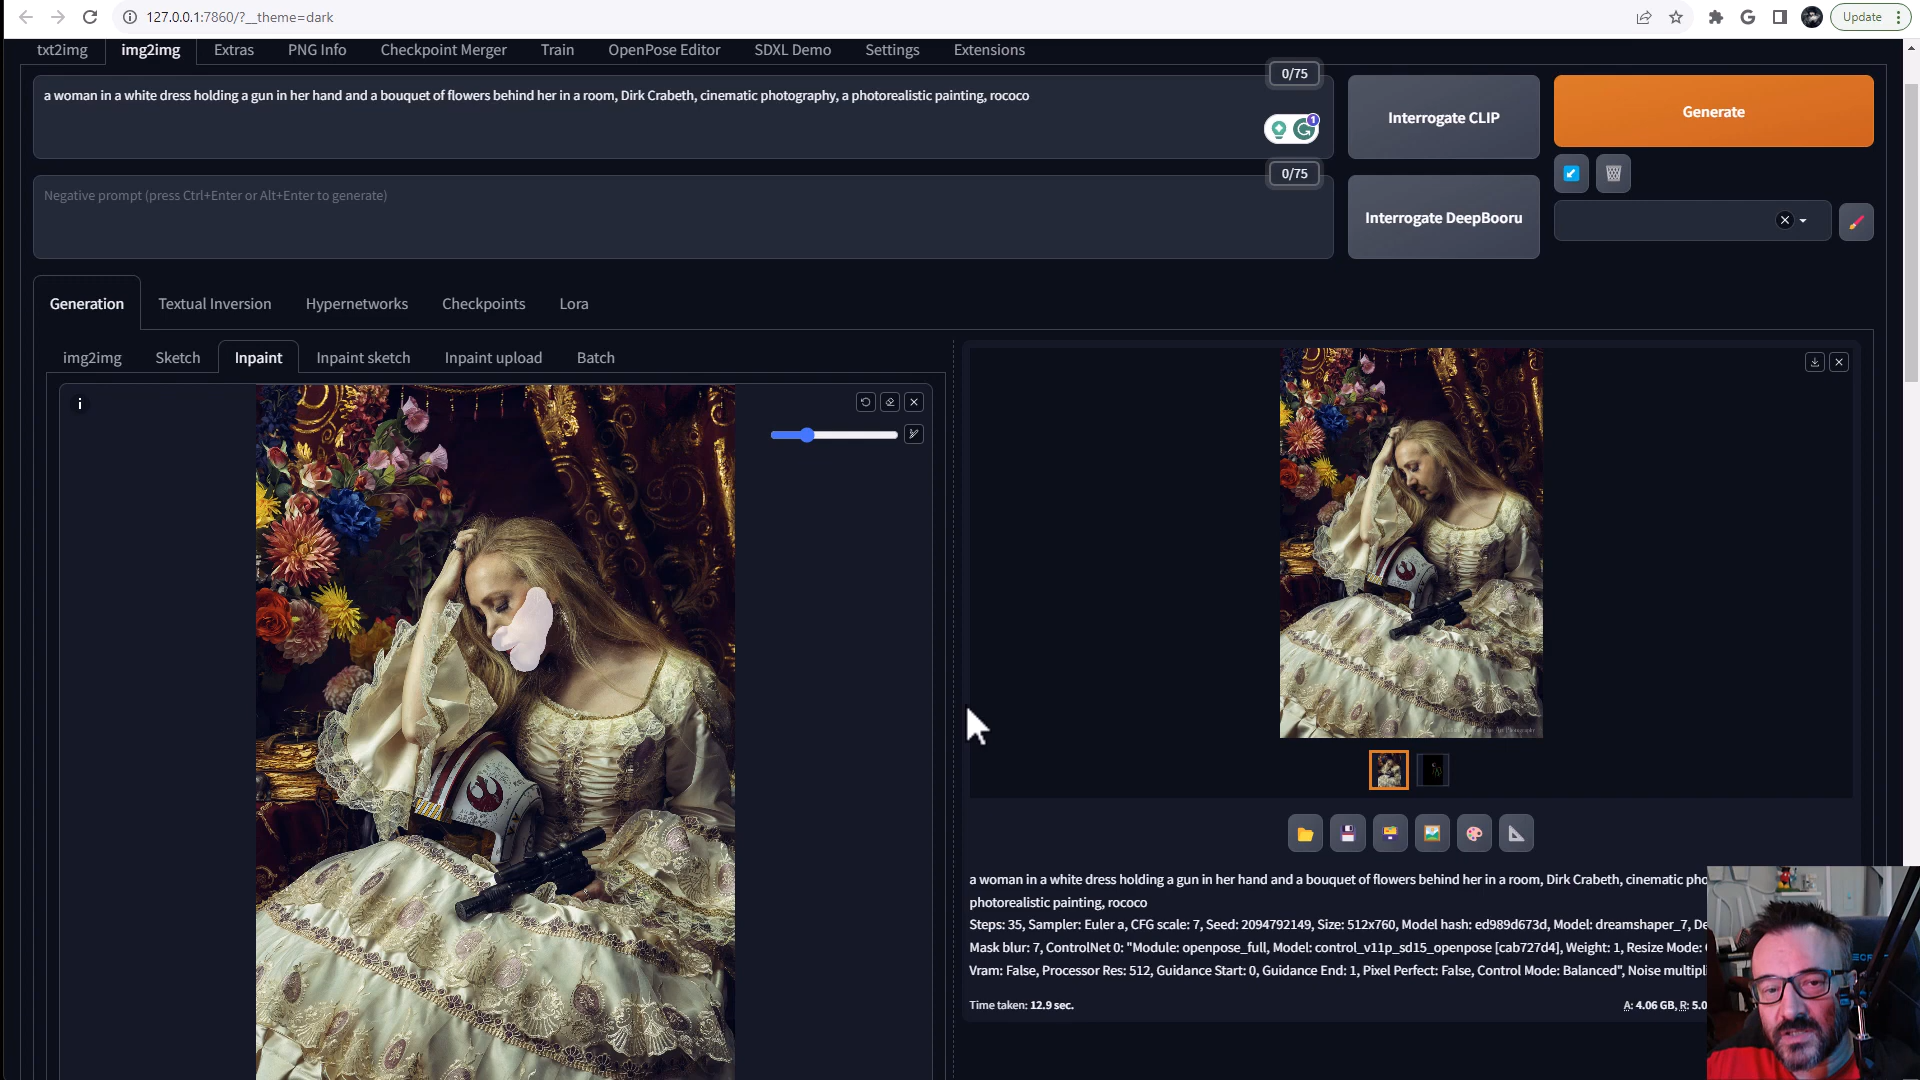 127.0.0.1:7860/?__theme=dark
Update
txt2img img2img Extras PNG Info Checkpoint Merger Train OpenPose Editor SDXL Demo Settings Extensions
0/75
a woman in a white dress holding a gun in her hand and a bouquet of flowers behind her in a room, Dirk Crabeth, cinematic photography, a photorealistic painting, rococo
1
Interrogate CLIP
Generate
0/75
Negative prompt (press Ctrl+Enter or Alt+Enter to generate)
Interrogate DeepBooru
Generation Textual Inversion Hypernetworks Checkpoints Lora
img2img Sketch Inpaint Inpaint sketch Inpaint upload Batch
i
a woman in a white dress holding a gun in her hand and a bouquet of flowers behind her in a room, Dirk Crabeth, cinematic pho
photorealistic painting, rococo
Steps: 35, Sampler: Euler a, CFG scale: 7, Seed: 2094792149, Size: 512x760, Model hash: ed989d673d, Model: dreamshaper_7, De
Mask blur: 7, ControlNet 0: "Module: openpose_full, Model: control_v11p_sd15_openpose [cab727d4], Weight: 1, Resize Mode:
Vram: False, Processor Res: 512, Guidance Start: 0, Guidance End: 1, Pixel Perfect: False, Control Mode: Balanced", Noise multipl
Time taken: 12.9 sec.
A: 4.06 GB, R: 5.0